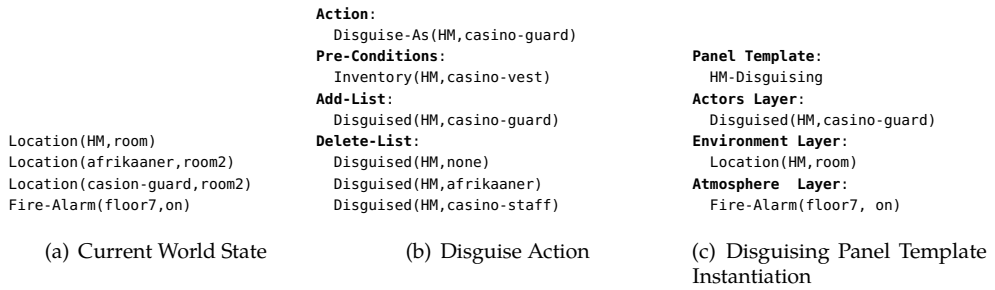 Location(HM,room)
Location(afrikaaner,room2)
Location(casion-guard,room2)
Fire-Alarm(floor7,on)
(a) Current World State
Action:
Disguise-As(HM,casino-guard)
Pre-Conditions:
Inventory(HM,casino-vest)
Add-List:
Disguised(HM,casino-guard)
Delete-List:
Disguised(HM,none)
Disguised(HM,afrikaaner)
Disguised(HM,casino-staff)
(b) Disguise Action
Panel Template:
HM-Disguising
Actors Layer:
Disguised(HM,casino-guard)
Environment Layer:
Location(HM,room)
Atmosphere Layer:
Fire-Alarm(floor7, on)
(c) Disguising Panel Template
Instantiation